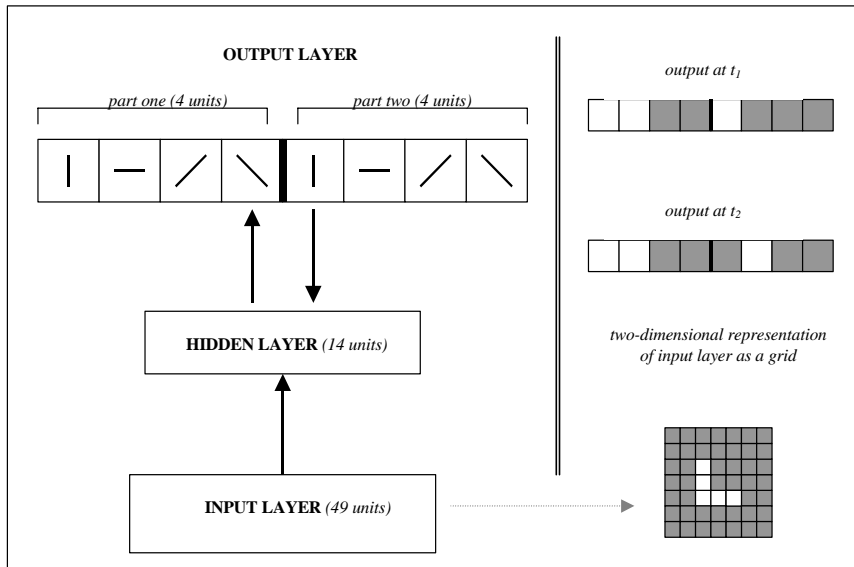 OUTPUT LAYER
part one (4 units)
part two (4 units)
HIDDEN LAYER (14 units)
INPUT LAYER (49 units)
output at t1
output at t2
two-dimensional representation
of input layer as a grid